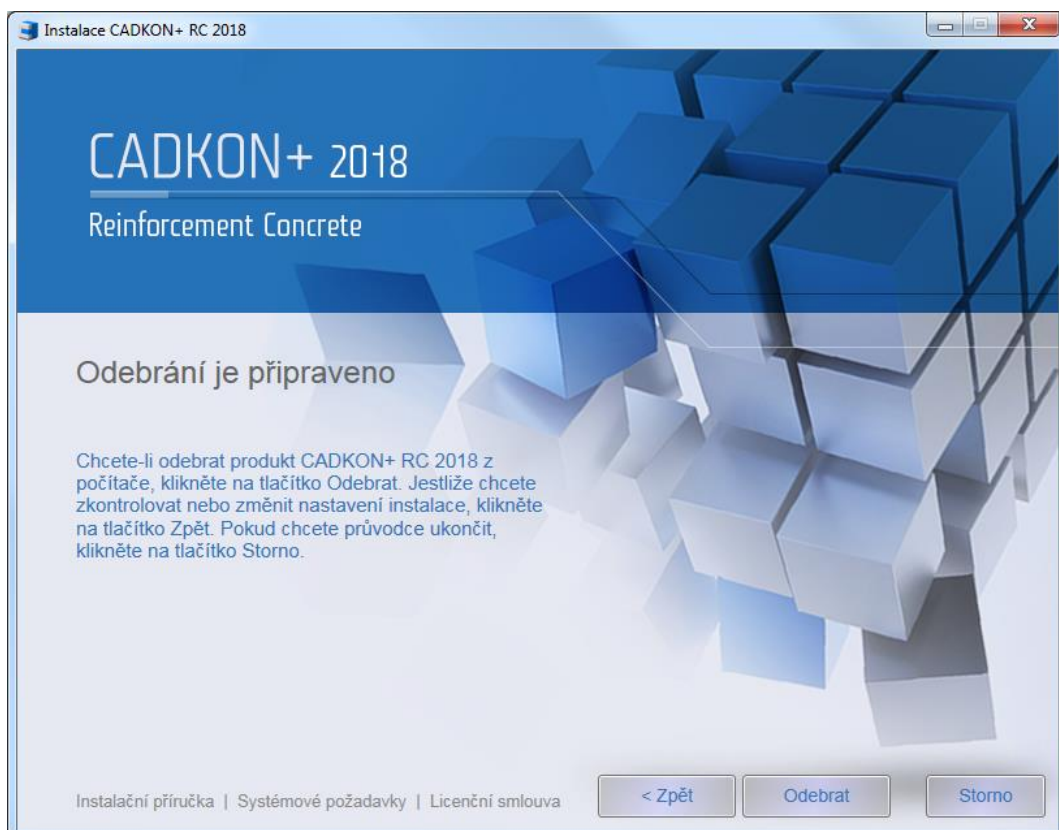 Instalace CADKON+ RC 2018
CADKON+ 2018
Reinforcement Concrete
Odebrání je připraveno
Chcete-li odebrat produkt CADKON+ RC 2018 z
počítače, klikněte na tlačítko Odebrat. Jestliže chcete
zkontrolovat nebo změnit nastavení instalace, klikněte
na tlačítko Zpět. Pokud chcete průvodce ukončit,
klikněte na tlačítko Storno.
Instalační příručka | Systémové požadavky | Licenční smlouva
< Zpět
Odebrat
Storno